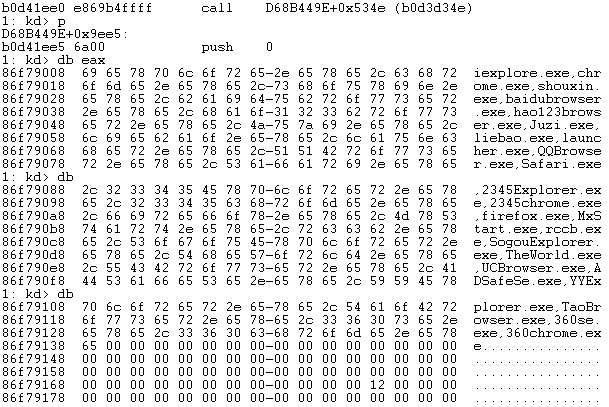 b0d41ee0 e869b4ffff      call    D68B449E+0x534e (b0d3d34e)
1: kd> p
D68B449E+0x9ee5:
b0d41ee5 6a00            push    0
1: kd> db eax
86f79008  69 65 78 70 6c 6f 72 65-2e 65 78 65 2c 63 68 72  iexplore.exe,chr
86f79018  6f 6d 65 2e 65 78 65 2c-73 68 6f 75 78 69 6e 2e  ome.exe,shouxin.
86f79028  65 78 65 2c 62 61 69 64-75 62 72 6f 77 73 65 72  exe,baidubrowser
86f79038  2e 65 78 65 2c 68 61 6f-31 32 33 62 72 6f 77 73  .exe,hao123brows
86f79048  65 72 2e 65 78 65 2c 4a-75 7a 69 2e 65 78 65 2c  er.exe,Juzi.exe,
86f79058  6c 69 65 62 61 6f 2e 65-78 65 2c 6c 61 75 6e 63  liebao.exe,launc
86f79068  68 65 72 2e 65 78 65 2c-51 51 42 72 6f 77 73 65  her.exe,QQBrowse
86f79078  72 2e 65 78 65 2c 53 61-66 61 72 69 2e 65 78 65  r.exe,Safari.exe
1: kd> db
86f79088  2c 32 33 34 35 45 78 70-6c 6f 72 65 72 2e 65 78  ,2345Explorer.ex
86f79098  65 2c 32 33 34 35 63 68-72 6f 6d 65 2e 65 78 65  e,2345chrome.exe
86f790a8  2c 66 69 72 65 66 6f 78-2e 65 78 65 2c 4d 78 53  ,firefox.exe,MxS
86f790b8  74 61 72 74 2e 65 78 65-2c 72 63 63 62 2e 65 78  tart.exe,rccb.ex
86f790c8  65 2c 53 6f 67 6f 75 45-78 70 6c 6f 72 65 72 2e  e,SogouExplorer.
86f790d8  65 78 65 2c 54 68 65 57-6f 72 6c 64 2e 65 78 65  exe,TheWorld.exe
86f790e8  2c 55 43 42 72 6f 77 73-65 72 2e 65 78 65 2c 41  ,UCBrowser.exe,A
86f790f8  44 53 61 66 65 53 65 2e-65 78 65 2c 59 59 45 78  DSafeSe.exe,YYEx
1: kd> db
86f79108  70 6c 6f 72 65 72 2e 65-78 65 2c 54 61 6f 42 72  plorer.exe,TaoBr
86f79118  6f 77 73 65 72 2e 65 78-65 2c 33 36 30 73 65 2e  owser.exe,360se.
86f79128  65 78 65 2c 33 36 30 63-68 72 6f 6d 65 2e 65 78  exe,360chrome.ex
86f79138  65 00 00 00 00 00 00 00-00 00 00 00 00 00 00 00  e...............
86f79148  00 00 00 00 00 00 00 00-00 00 00 00 00 00 00 00  ................
86f79158  00 00 00 00 00 00 00 00-00 00 00 00 00 00 00 00  ................
86f79168  00 00 00 00 00 00 00 00-00 00 00 00 12 00 00 00  ................
86f79178  00 00 00 00 00 00 00 00-00 00 00 00 00 00 00 00  ................